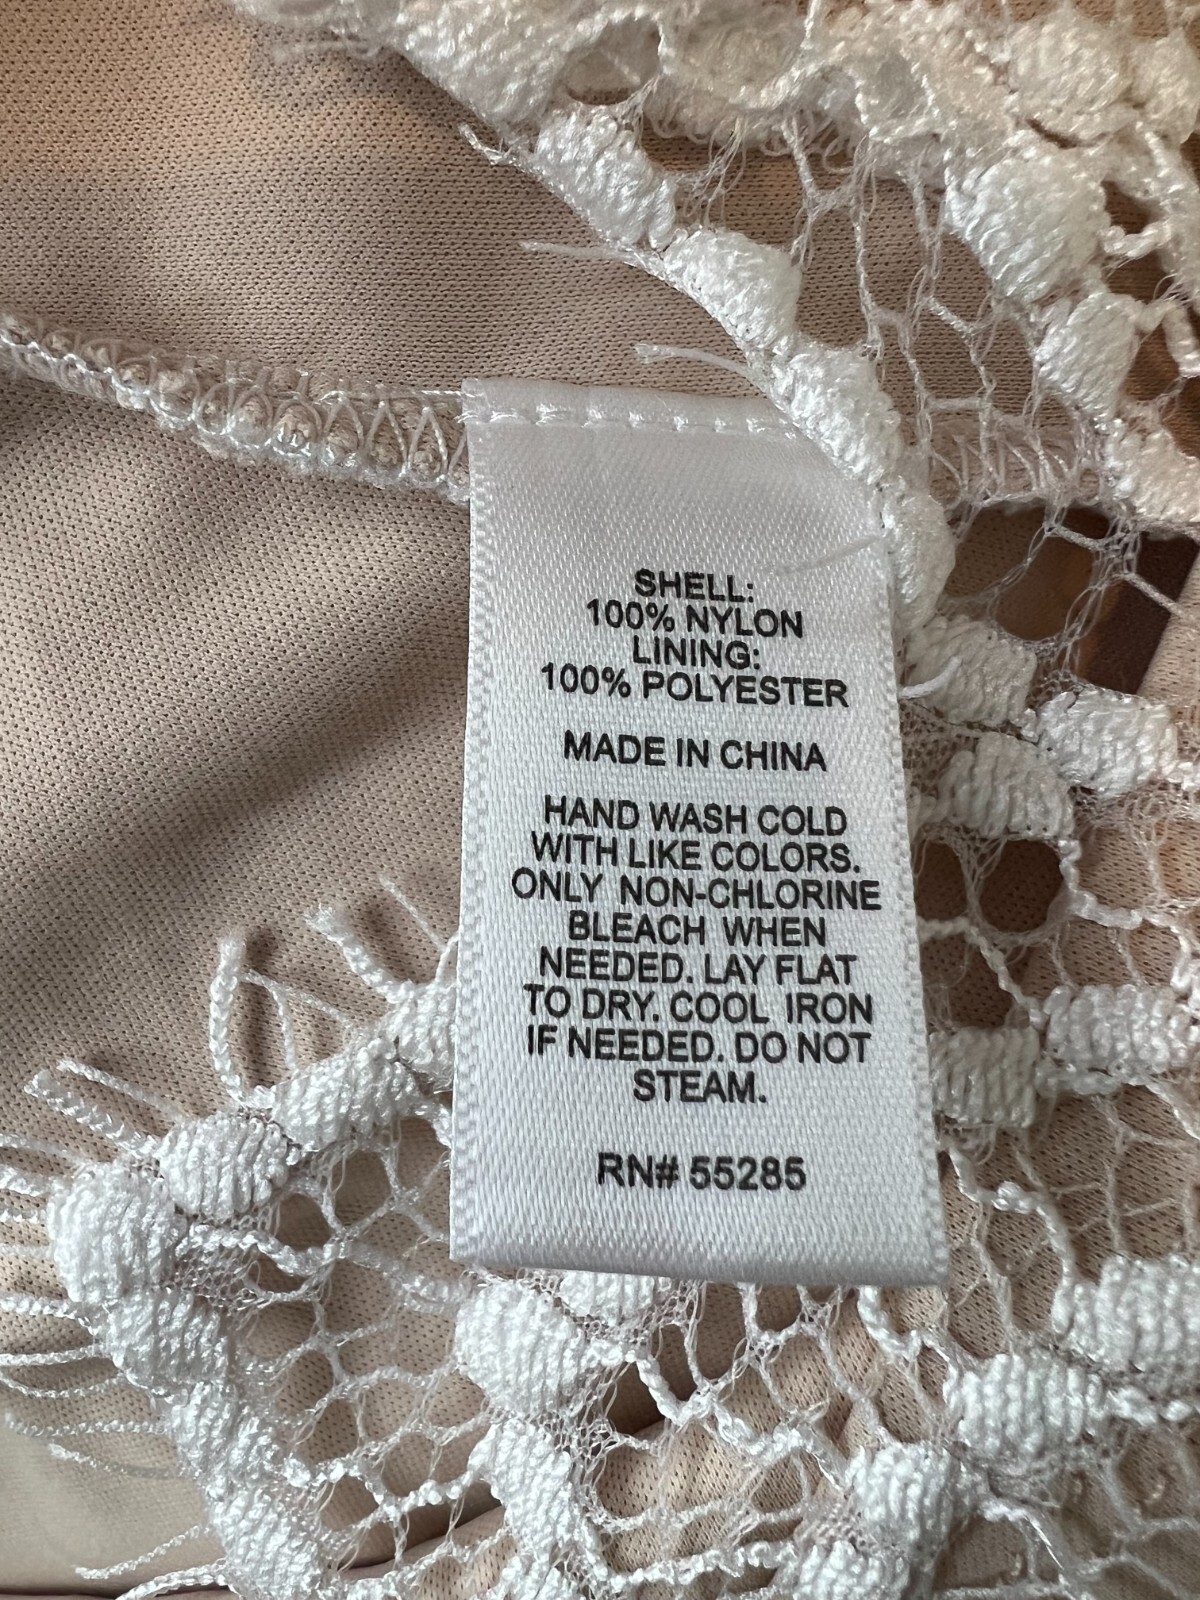 SHELL:
100% NYLON
LINING:
100% POLYESTER
MADE IN CHINA
HAND WASH COLD
WITH LIKE COLORS.
ONLY NON-CHLORINE
BLEACH WHEN
NEEDED. LAY FLAT
TO DRY. COOL IRON
IF NEEDED. DO NOT
STEAM.
RN# 55285